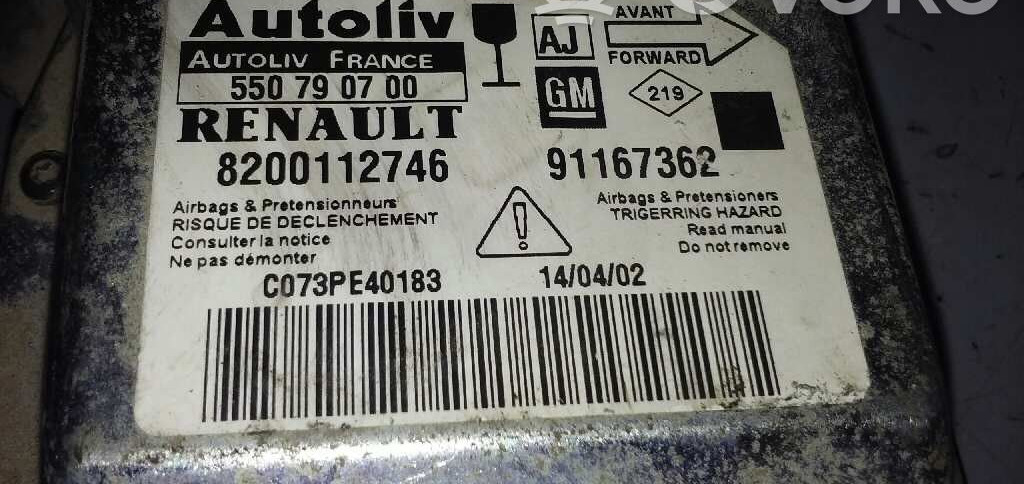 Autoliv
AUTOLIV FRANCE
550 79 07 00
RENAULT
8200112746
Airbags & Pretensionneurs
RISQUE DE DECLENCHEMENT
Consulter la notice
Ne pas démonter
AJ
AVANT
FORWARD
GM
219
91167362
Airbags & Pretensioners
TRIGERRING HAZARD
Read manual
Do not remove
C073PE40183
14/04/02